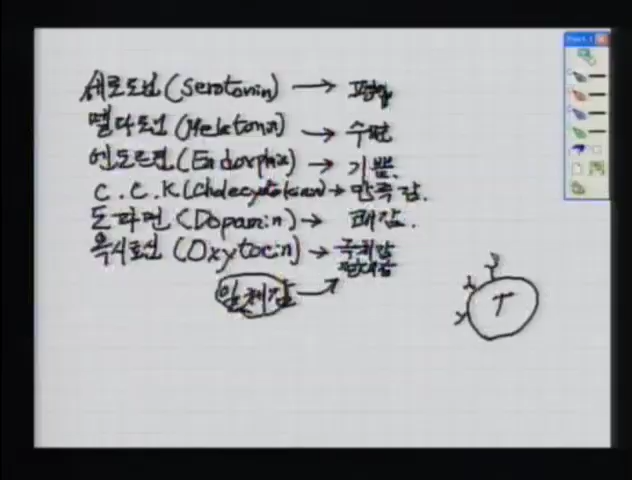 세로토닌(Serotonin) → 평안
멜라토닌(Melatonin) → 수면
엔도르핀(Endorphin) → 기쁨.
C.C.K(Cholecystokinin) → 만족감.
도파민(Dopamin) → 쾌감.
옥시토신(Oxytocin) →
일체감 →
T